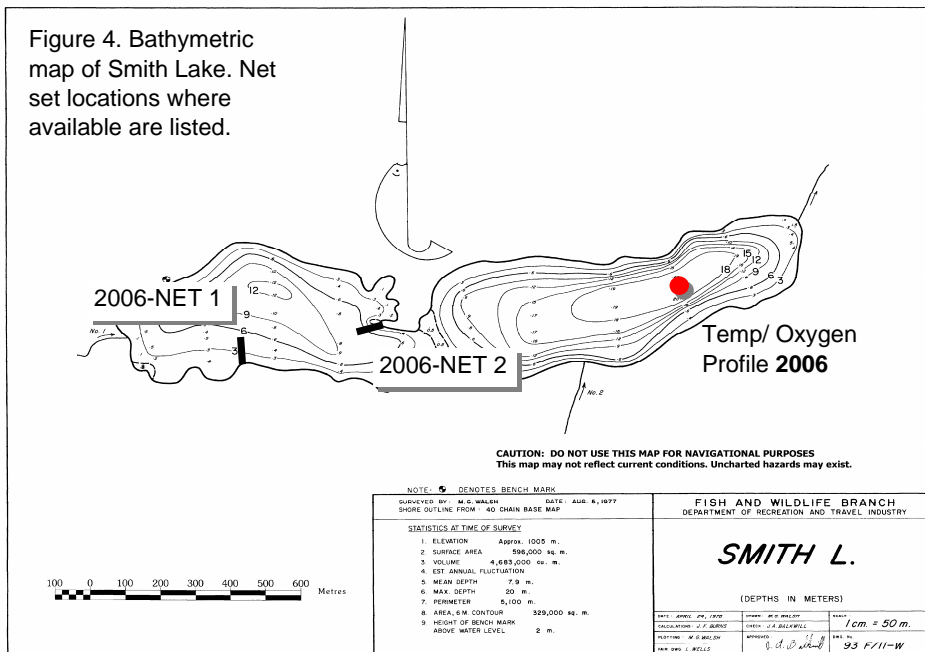 Figure 4. Bathymetric
map of Smith Lake. Net
set locations where
available are listed.
2006-NET 1
2006-NET 2
No. 1
No. 2
12
9
6
3
15
12
18
9
6
3
Temp/ Oxygen
Profile 2006
CAUTION: DO NOT USE THIS MAP FOR NAVIGATIONAL PURPOSES
This map may not reflect current conditions. Uncharted hazards may exist.
NOTE: DENOTES BENCH MARK
SURVEYED BY: M. G. WALSH DATE: AUG. 5, 1977
SHORE OUTLINE FROM: 40 CHAIN BASE MAP
STATISTICS AT TIME OF SURVEY
1. ELEVATION Approx. 1005 m.
2. SURFACE AREA 596,000 sq. m.
3. VOLUME 4,683,000 cu. m.
4. EST. ANNUAL FLUCTUATION
5. MEAN DEPTH 7.9 m.
6. MAX. DEPTH 20 m.
7. PERIMETER 5,100 m.
8. AREA, 6 M. CONTOUR 329,000 sq. m.
9. HEIGHT OF BENCH MARK
ABOVE WATER LEVEL 2 m.
FISH AND WILDLIFE BRANCH
DEPARTMENT OF RECREATION AND TRAVEL INDUSTRY
SMITH L.
(DEPTHS IN METERS)
DATE: APRIL 24, 1978
DRAWN: M. G. WALSH
SCALE:
1 cm. = 50 m.
CALCULATIONS: J. F. BURNS
CHECK: J. A. BALKWILL
PLOTTING: M. G. WALSH
APPROVED:
DWG. No.
93 F/11-W
FAIR DWG. L. WELLS
100 0 100 200 300 400 500 600 Metres